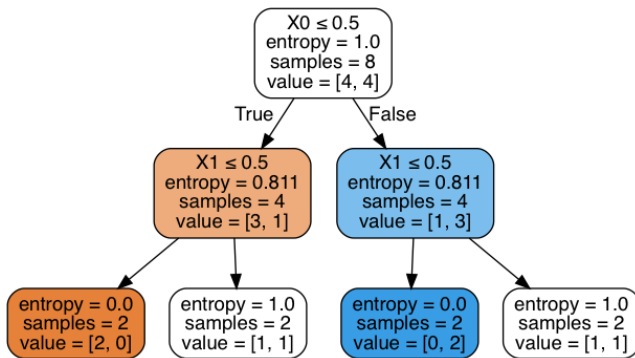 X0 ≤ 0.5
entropy = 1.0
samples = 8
value = [4, 4]
True
False
X1 ≤ 0.5
entropy = 0.811
samples = 4
value = [3, 1]
X1 ≤ 0.5
entropy = 0.811
samples = 4
value = [1, 3]
entropy = 0.0
samples = 2
value = [2, 0]
entropy = 1.0
samples = 2
value = [1, 1]
entropy = 0.0
samples = 2
value = [0, 2]
entropy = 1.0
samples = 2
value = [1, 1]